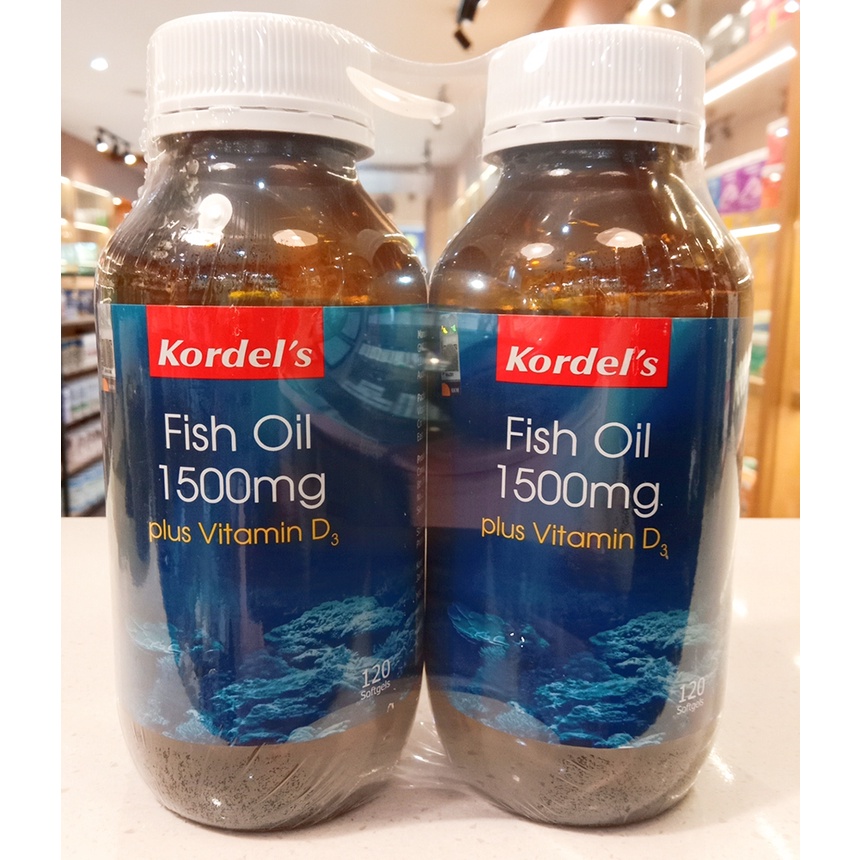 Kordel's
Fish Oil
1500mg
plus Vitamin D3
120
Softgels
Kordel's
Fish Oil
1500mg
plus Vitamin D3
120
Softgels